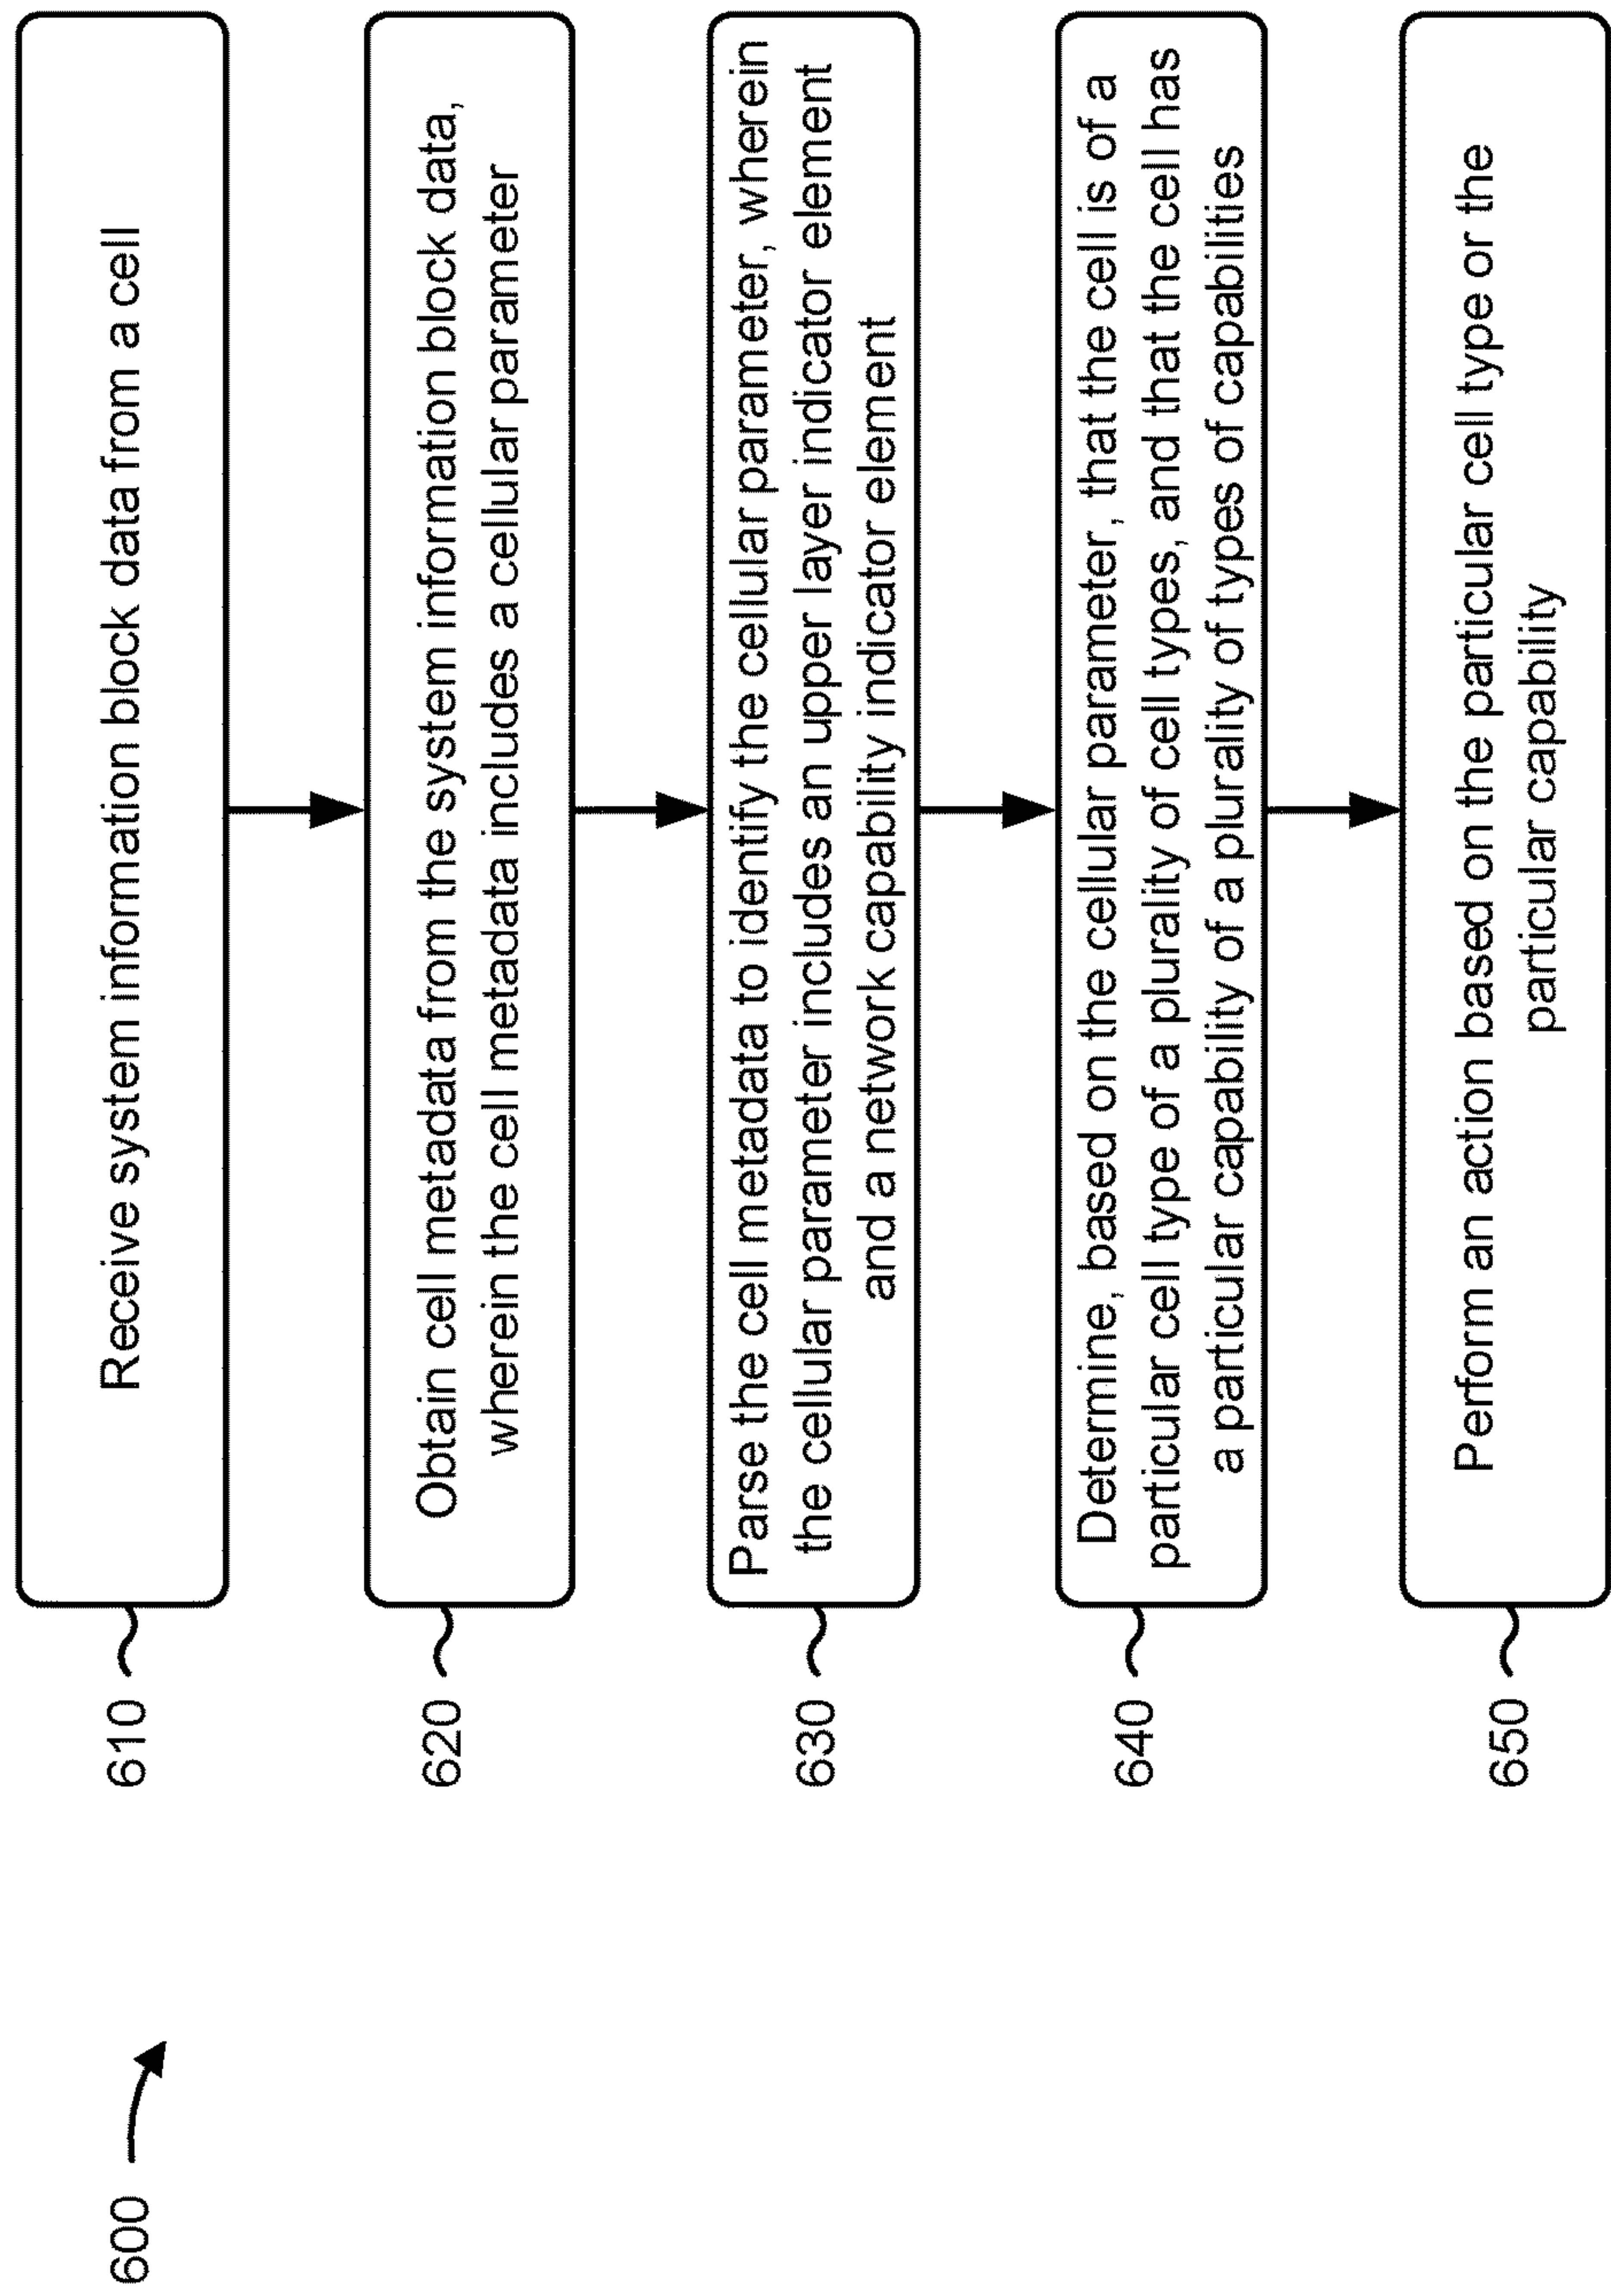 600
610
Receive system information block data from a cell
620
Obtain cell metadata from the system information block data,
wherein the cell metadata includes a cellular parameter
630
Parse the cell metadata to identify the cellular parameter, wherein
the cellular parameter includes an upper layer indicator element
and a network capability indicator element
640
Determine, based on the cellular parameter, that the cell is of a
particular cell type of a plurality of cell types, and that the cell has
a particular capability of a plurality of types of capabilities
650
Perform an action based on the particular cell type or the
particular capability